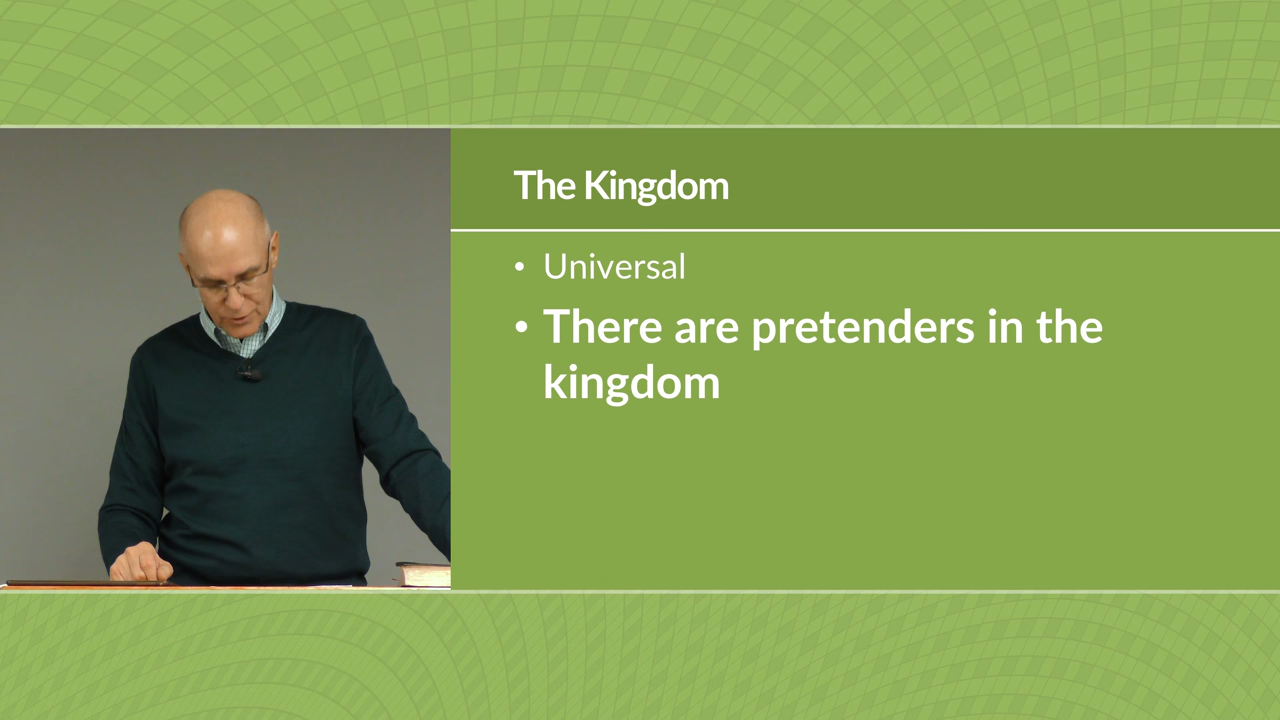 The Kingdom
• Universal
• There are pretenders in the
kingdom